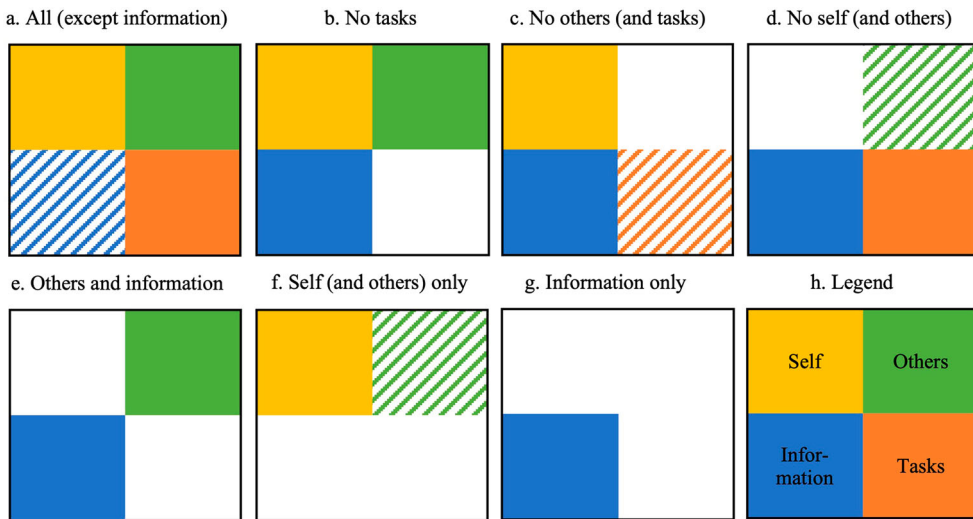 a. All (except information)
b. No tasks
c. No others (and tasks)
d. No self (and others)
e. Others and information
f. Self (and others) only
g. Information only
h. Legend
Self
Others
Infor-
mation
Tasks